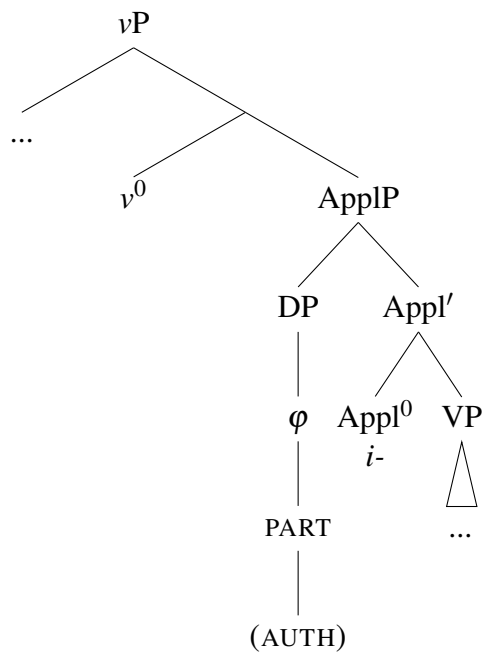 vP
...
v⁰
ApplP
DP
Appl′
φ
Appl⁰
VP
i-
PART
...
(AUTH)